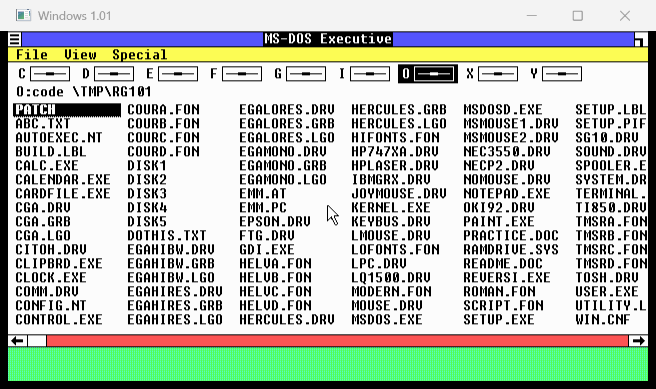 Windows 1.01
MS-DOS Executive
File View Special
C D E F G I O X Y
O:code \TMP\RG101
PATCH COURA.FON EGALORES.DRV HERCULES.GRB MSDOSD.EXE SETUP.LBL
ABC.TXT COURB.FON EGALORES.GRB HERCULES.LGO MSMOUSE1.DRV SETUP.PIF
AUTOEXEC.NT COURC.FON EGALORES.LGO HIFONTS.FON MSMOUSE2.DRV SG10.DRV
BUILD.LBL COURD.FON EGAMONO.DRV HP747XA.DRV NEC3550.DRV SOUND.DRV
CALC.EXE DISK1 EGAMONO.GRB HPLASER.DRV NECP2.DRV SPOOLER.E
CALENDAR.EXE DISK2 EGAMONO.LGO IBMGRX.DRV NOMOUSE.DRV SYSTEM.DR
CARDFILE.EXE DISK3 EMM.AT JOYMOUSE.DRV NOTEPAD.EXE TERMINAL.
CGA.DRV DISK4 EMM.PC KERNEL.EXE OKI92.DRV TI850.DRV
CGA.GRB DISK5 EPSON.DRV KEYBUS.DRV PAINT.EXE TMSRA.FON
CGA.LGO DOTHIS.TXT FTG.DRV LMOUSE.DRV PRACTICE.DOC TMSRB.FON
CITOH.DRV EGAHIBW.DRV GDI.EXE LOFONTS.FON RAMDRIVE.SYS TMSRC.FON
CLIPBRD.EXE EGAHIBW.GRB HELVA.FON LPC.DRV README.DOC TMSRD.FON
CLOCK.EXE EGAHIBW.LGO HELVB.FON LQ1500.DRV REVERSI.EXE TOSH.DRV
COMM.DRV EGAHIRES.DRV HELVC.FON MODERN.FON ROMAN.FON USER.EXE
CONFIG.NT EGAHIRES.GRB HELVD.FON MOUSE.DRV SCRIPT.FON UTILITY.L
CONTROL.EXE EGAHIRES.LGO HERCULES.DRV MSDOS.EXE SETUP.EXE WIN.CNF